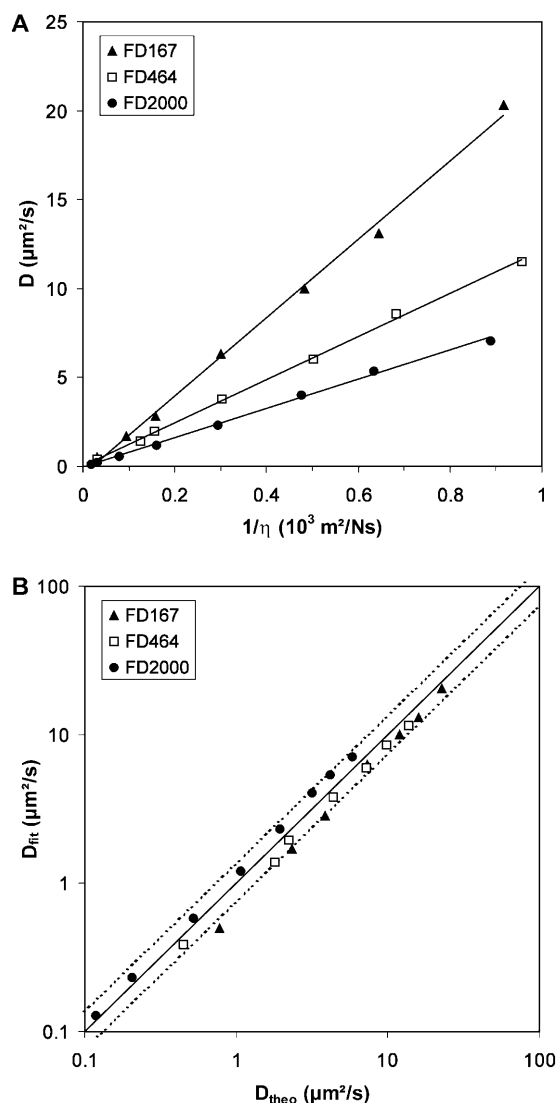 A
FD167
FD464
FD2000
25
20
15
10
5
0
D (µm²/s)
0 0.2 0.4 0.6 0.8 1
1/η (10³ m²/Ns)
B
FD167
FD464
FD2000
100
10
1
0.1
D_fit (µm²/s)
0.1 1 10 100
D_theo (µm²/s)